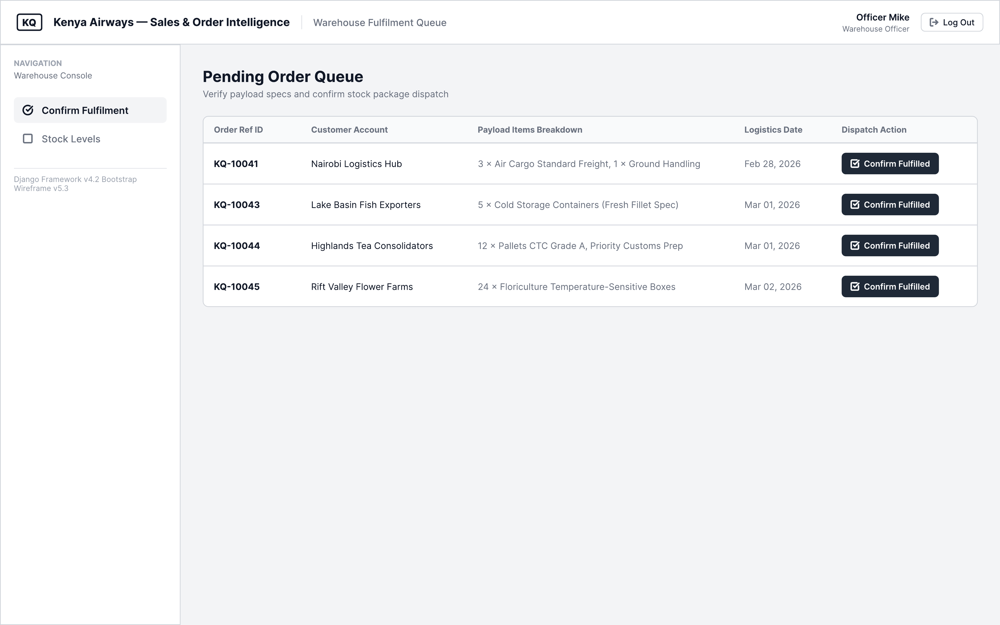 KQ
Kenya Airways — Sales & Order Intelligence
Warehouse Fulfilment Queue
Officer Mike
Warehouse Officer
Log Out
NAVIGATION
Warehouse Console
Confirm Fulfilment
Stock Levels
Django Framework v4.2 Bootstrap
Wireframe v5.3
Pending Order Queue
Verify payload specs and confirm stock package dispatch
Order Ref ID Customer Account Payload Items Breakdown Logistics Date Dispatch Action
KQ-10041 Nairobi Logistics Hub 3 × Air Cargo Standard Freight, 1 × Ground Handling Feb 28, 2026 Confirm Fulfilled
KQ-10043 Lake Basin Fish Exporters 5 × Cold Storage Containers (Fresh Fillet Spec) Mar 01, 2026 Confirm Fulfilled
KQ-10044 Highlands Tea Consolidators 12 × Pallets CTC Grade A, Priority Customs Prep Mar 01, 2026 Confirm Fulfilled
KQ-10045 Rift Valley Flower Farms 24 × Floriculture Temperature-Sensitive Boxes Mar 02, 2026 Confirm Fulfilled